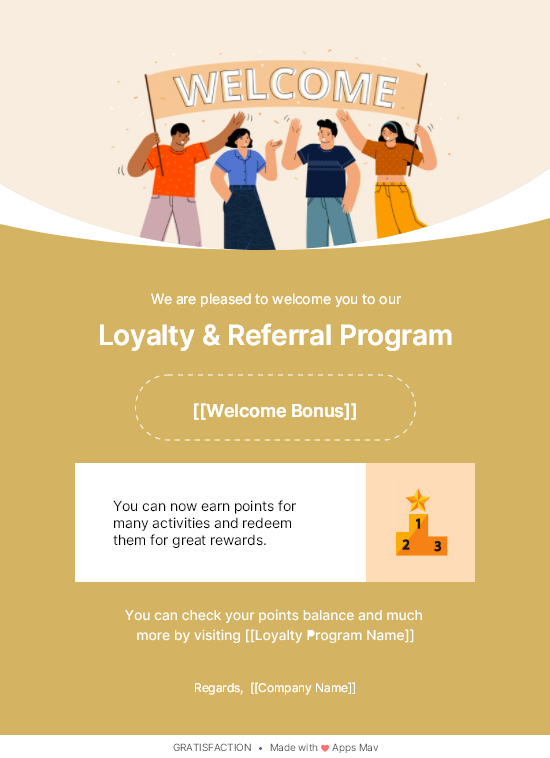 WELCOME
We are pleased to welcome you to our
Loyalty & Referral Program
[[Welcome Bonus]]
You can now earn points for
many activities and redeem
them for great rewards.
1
2 3
You can check your points balance and much
more by visiting [[Loyalty Program Name]]
Regards, [[Company Name]]
GRATISFACTION • Made with ❤ Apps Mav